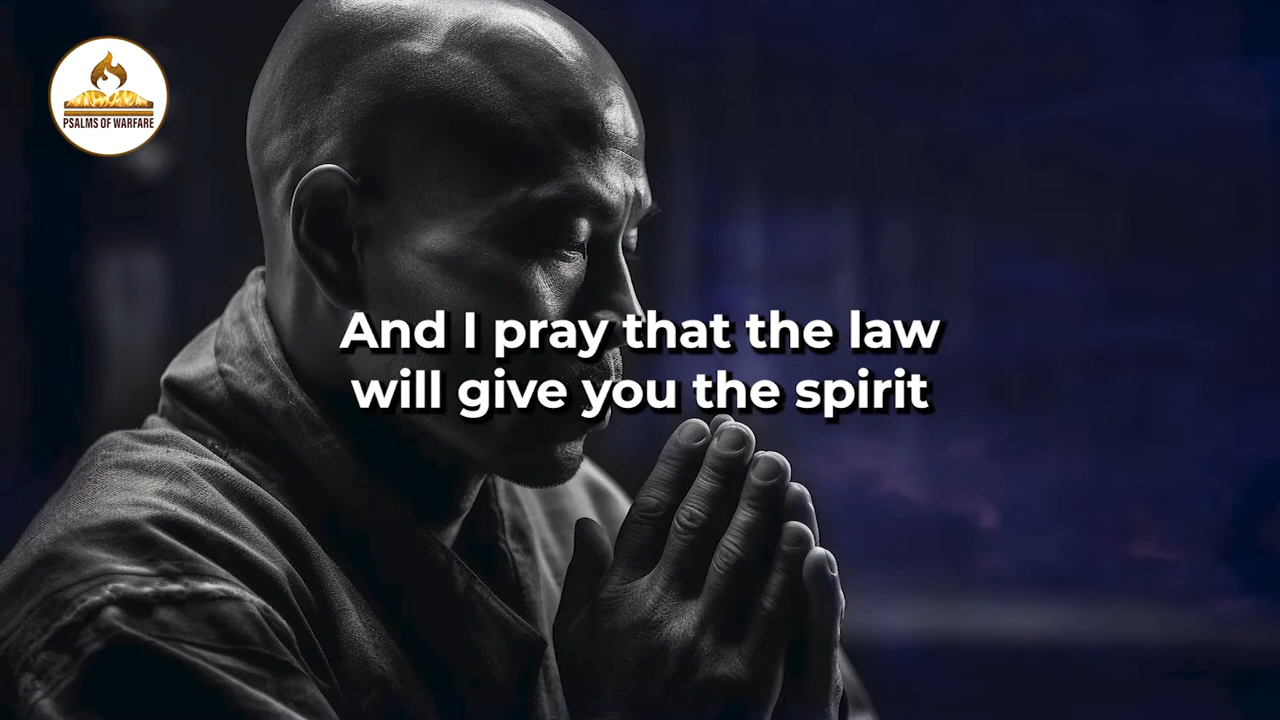 PSALMS OF WARFARE
And I pray that the law
will give you the spirit